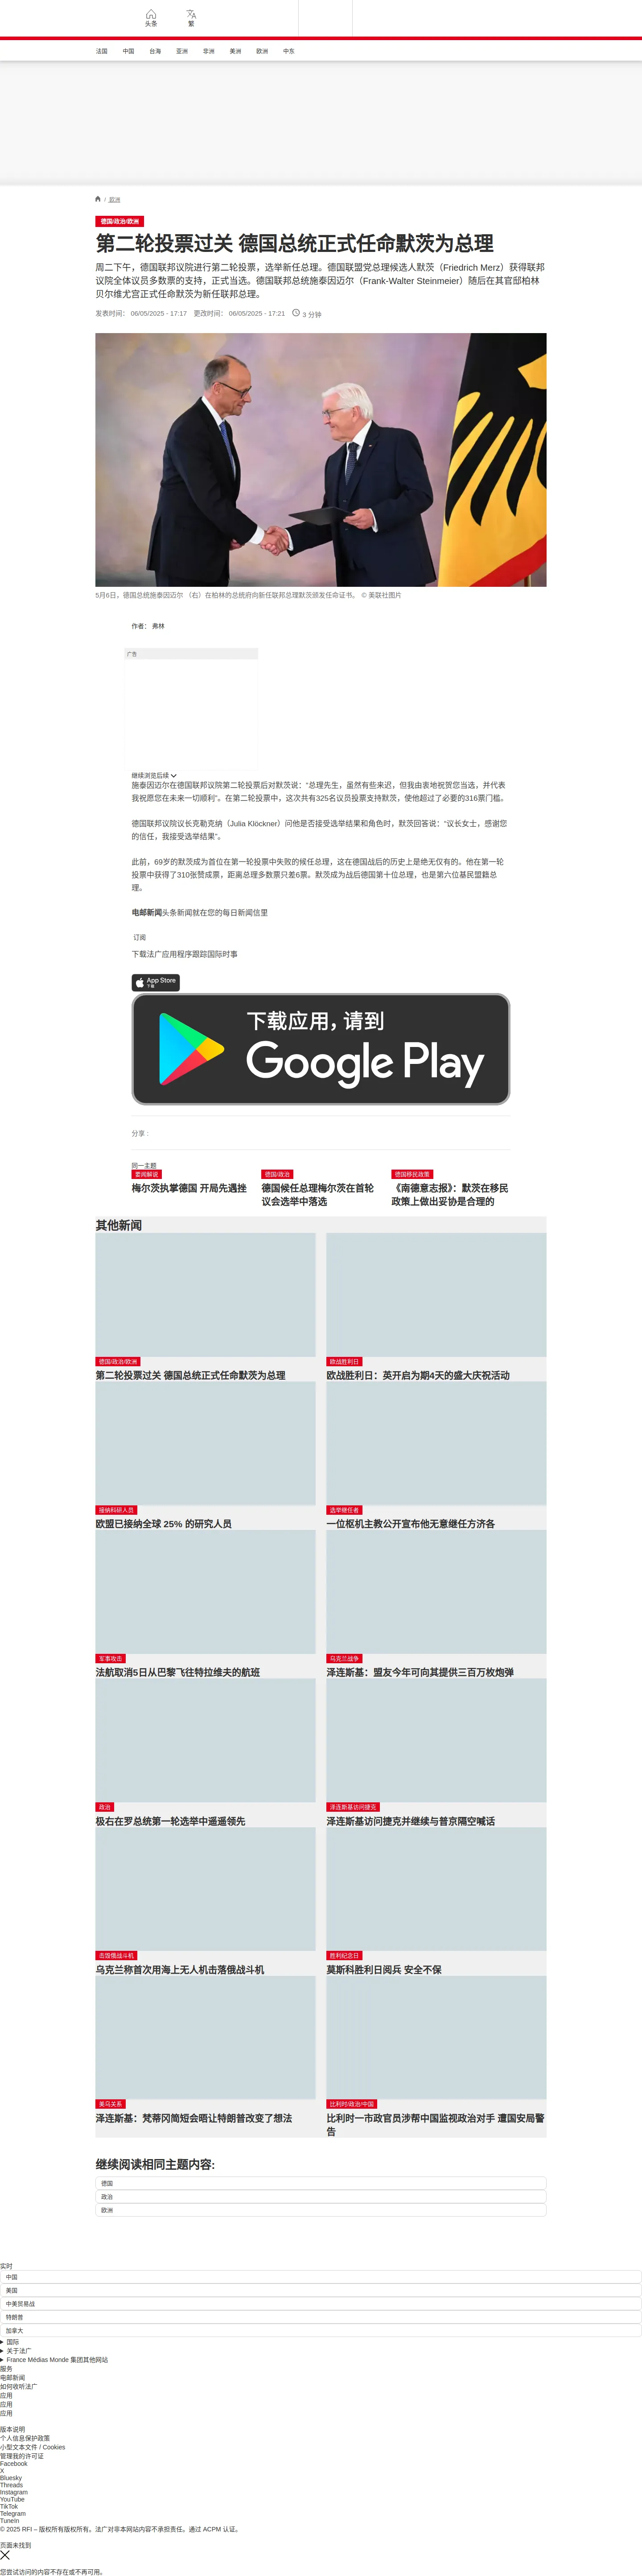 头条
繁
法国 中国 台海 亚洲 非洲 美洲 欧洲 中东
/ 欧洲
德国/政治/欧洲
第二轮投票过关 德国总统正式任命默茨为总理
周二下午，德国联邦议院进行第二轮投票，选举新任总理。德国联盟党总理候选人默茨（Friedrich Merz）获得联邦
议院全体议员多数票的支持，正式当选。德国联邦总统施泰因迈尔（Frank-Walter Steinmeier）随后在其官邸柏林
贝尔维尤宫正式任命默茨为新任联邦总理。
发表时间： 06/05/2025 - 17:17 更改时间： 06/05/2025 - 17:21 3 分钟
5月6日，德国总统施泰因迈尔 （右）在柏林的总统府向新任联邦总理默茨颁发任命证书。 © 美联社图片
作者： 弗林
广告
继续浏览后续
施泰因迈尔在德国联邦议院第二轮投票后对默茨说：“总理先生，虽然有些来迟，但我由衷地祝贺您当选，并代表
我祝愿您在未来一切顺利”。在第二轮投票中，这次共有325名议员投票支持默茨，使他超过了必要的316票门槛。
德国联邦议院议长克勒克纳（Julia Klöckner）问他是否接受选举结果和角色时，默茨回答说：“议长女士，感谢您
的信任，我接受选举结果”。
此前，69岁的默茨成为首位在第一轮投票中失败的候任总理，这在德国战后的历史上是绝无仅有的。他在第一轮
投票中获得了310张赞成票，距离总理多数票只差6票。默茨成为战后德国第十位总理，也是第六位基民盟籍总
理。
电邮新闻头条新闻就在您的每日新闻信里
订阅
下载法广应用程序跟踪国际时事
App Store
下载
下载应用，请到
Google Play
分享 :
同一主题
要闻解说
梅尔茨执掌德国 开局先遇挫
德国/政治
德国候任总理梅尔茨在首轮
议会选举中落选
德国移民政策
《南德意志报》：默茨在移民
政策上做出妥协是合理的
其他新闻
德国/政治/欧洲
第二轮投票过关 德国总统正式任命默茨为总理
欧战胜利日
欧战胜利日：英开启为期4天的盛大庆祝活动
接纳科研人员
欧盟已接纳全球 25% 的研究人员
选举继任者
一位枢机主教公开宣布他无意继任方济各
军事攻击
法航取消5日从巴黎飞往特拉维夫的航班
乌克兰战争
泽连斯基：盟友今年可向其提供三百万枚炮弹
政治
极右在罗总统第一轮选举中遥遥领先
泽连斯基访问捷克
泽连斯基访问捷克并继续与普京隔空喊话
击毁俄战斗机
乌克兰称首次用海上无人机击落俄战斗机
胜利纪念日
莫斯科胜利日阅兵 安全不保
美乌关系
泽连斯基：梵蒂冈简短会晤让特朗普改变了想法
比利时/政治/中国
比利时一市政官员涉帮中国监视政治对手 遭国安局警
告
继续阅读相同主题内容:
德国
政治
欧洲
实时
中国
美国
中美贸易战
特朗普
加拿大
国际
关于法广
France Médias Monde 集团其他网站
服务
电邮新闻
如何收听法广
应用
应用
应用
版本说明
个人信息保护政策
小型文本文件 / Cookies
管理我的许可证
Facebook
X
Bluesky
Threads
Instagram
YouTube
TikTok
Telegram
TuneIn
© 2025 RFI – 版权所有版权所有。法广对非本网站内容不承担责任。通过 ACPM 认证。
页面未找到
您尝试访问的内容不存在或不再可用。